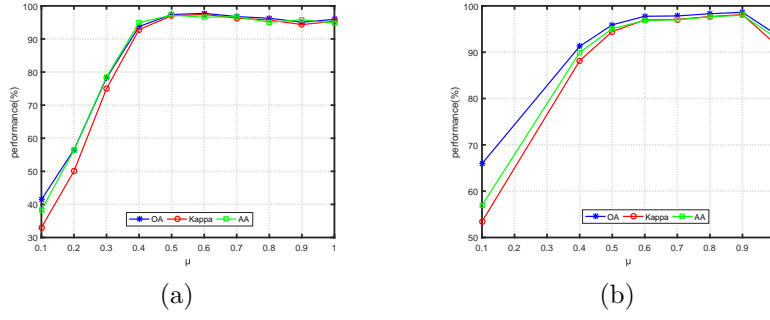 100
90
80
70
60
50
40
30
performance(%)
0.1 0.2 0.3 0.4 0.5 0.6 0.7 0.8 0.9 1
μ
OA Kappa AA
(a)
100
90
80
70
60
50
performance(%)
0.1 0.2 0.3 0.4 0.5 0.6 0.7 0.8 0.9
μ
OA Kappa AA
(b)